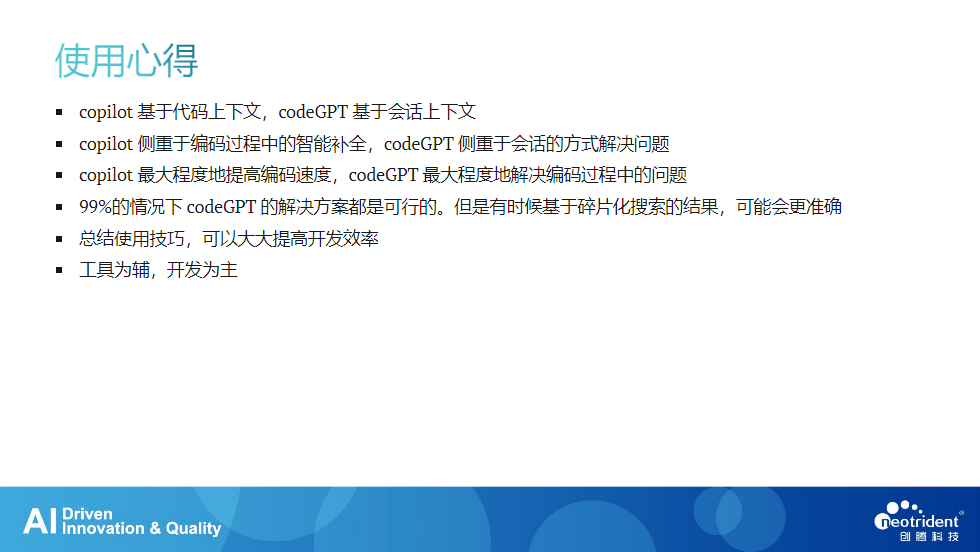 使用心得
▪ copilot 基于代码上下文，codeGPT 基于会话上下文
▪ copilot 侧重于编码过程中的智能补全，codeGPT 侧重于会话的方式解决问题
▪ copilot 最大程度地提高编码速度，codeGPT 最大程度地解决编码过程中的问题
▪ 99%的情况下 codeGPT 的解决方案都是可行的。但是有时候基于碎片化搜索的结果，可能会更准确
▪ 总结使用技巧，可以大大提高开发效率
▪ 工具为辅，开发为主
AI Driven
Innovation & Quality
neotrident®
创腾科技